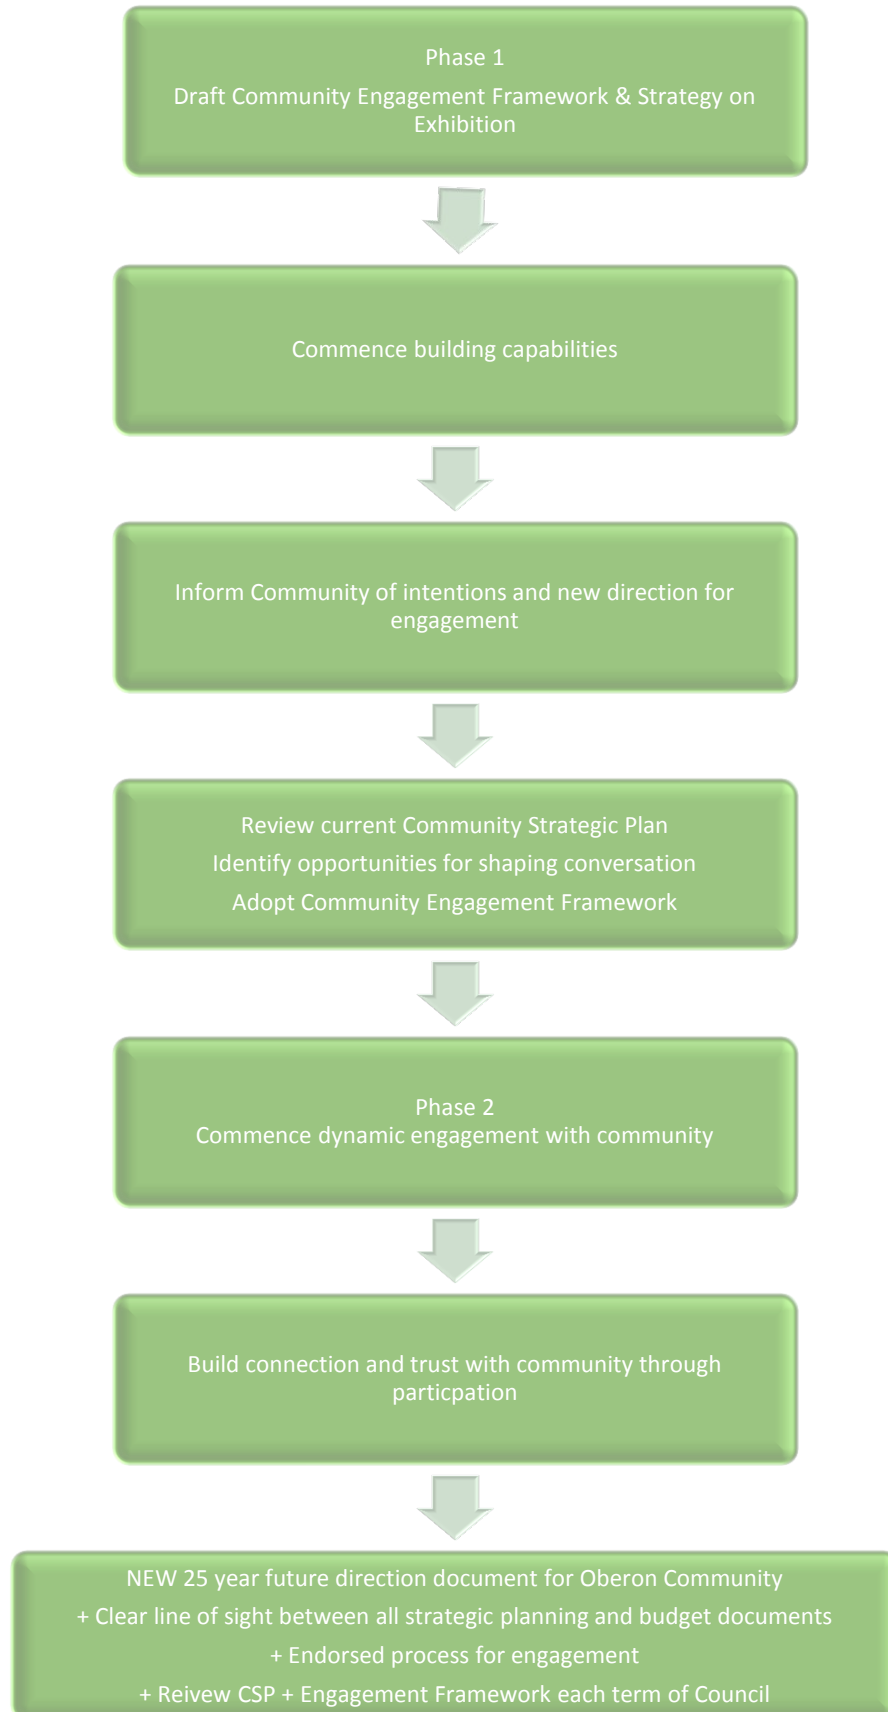 Phase 1
Draft Community Engagement Framework & Strategy on
Exhibition
Commence building capabilities
Inform Community of intentions and new direction for
engagement
Review current Community Strategic Plan
Identify opportunities for shaping conversation
Adopt Community Engagement Framework
Phase 2
Commence dynamic engagement with community
Build connection and trust with community through
particpation
NEW 25 year future direction document for Oberon Community
+ Clear line of sight between all strategic planning and budget documents
+ Endorsed process for engagement
+ Reivew CSP + Engagement Framework each term of Council